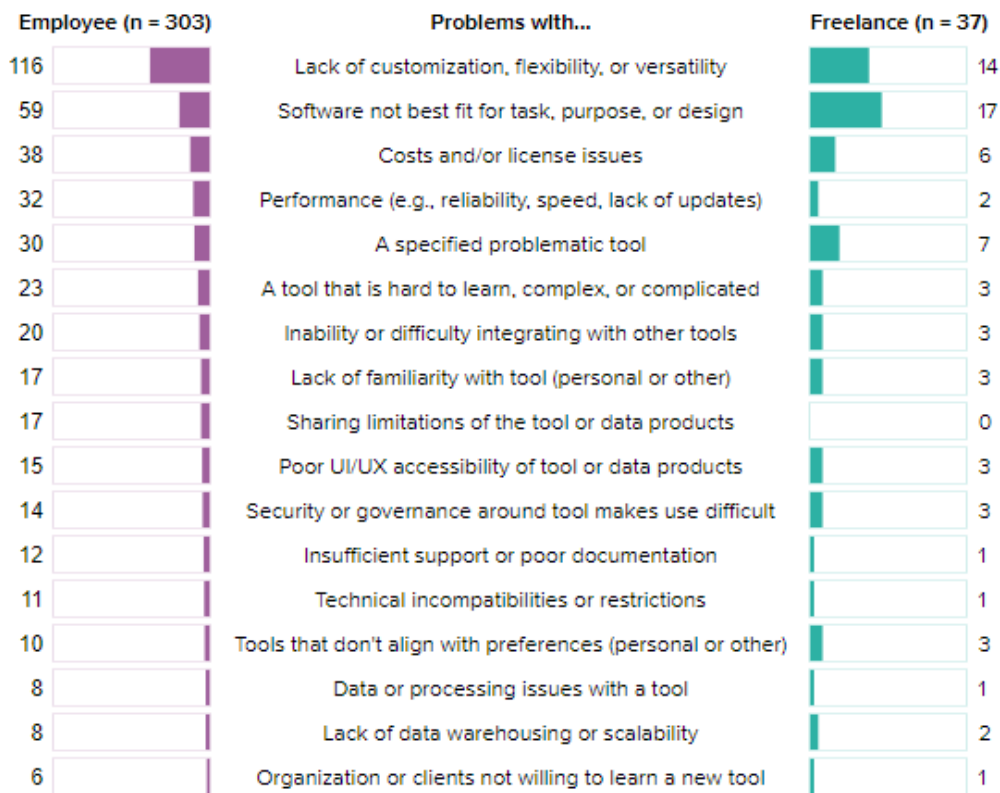 Employee (n = 303) Problems with... Freelance (n = 37)
116 Lack of customization, flexibility, or versatility 14
59 Software not best fit for task, purpose, or design 17
38 Costs and/or license issues 6
32 Performance (e.g., reliability, speed, lack of updates) 2
30 A specified problematic tool 7
23 A tool that is hard to learn, complex, or complicated 3
20 Inability or difficulty integrating with other tools 3
17 Lack of familiarity with tool (personal or other) 3
17 Sharing limitations of the tool or data products 0
15 Poor UI/UX accessibility of tool or data products 3
14 Security or governance around tool makes use difficult 3
12 Insufficient support or poor documentation 1
11 Technical incompatibilities or restrictions 1
10 Tools that don't align with preferences (personal or other) 3
8 Data or processing issues with a tool 1
8 Lack of data warehousing or scalability 2
6 Organization or clients not willing to learn a new tool 1